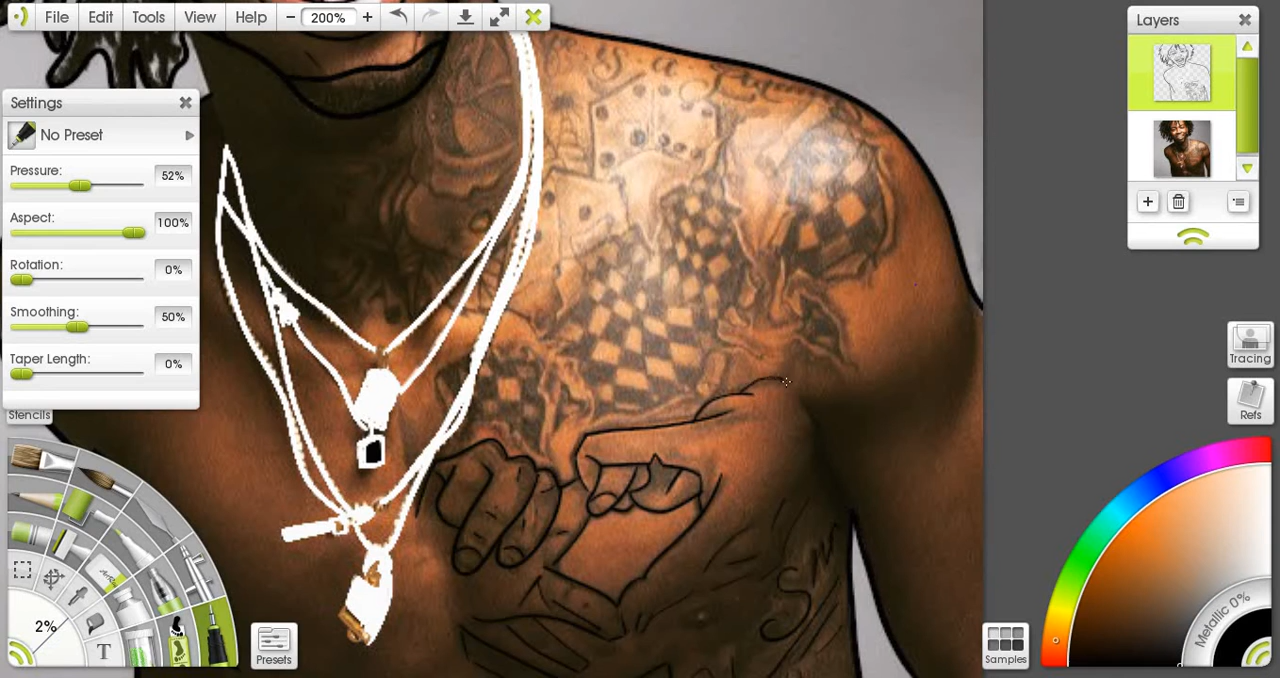 File Edit Tools View Help − 200% +
Layers
Settings
No Preset
Pressure:
52%
Aspect:
100%
Rotation:
0%
Smoothing:
50%
Taper Length:
0%
Stencils
Tracing
Refs
2%
T
Presets
Samples
Metallic 0%